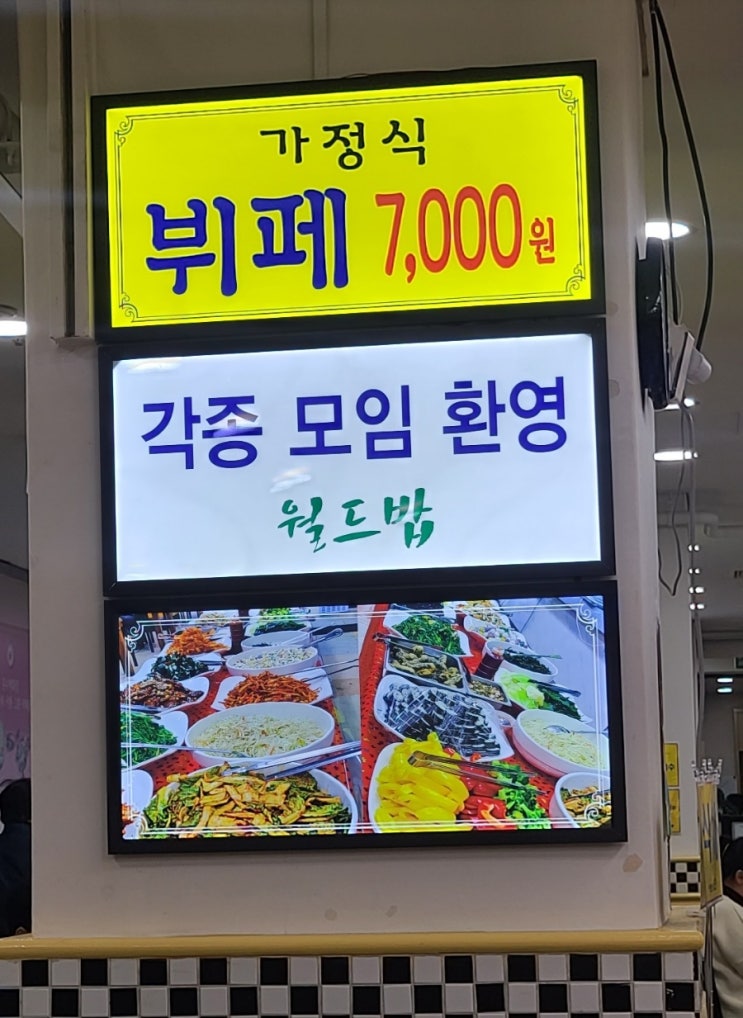 가정식
뷔페 7,000원
각종 모임 환영
월드밥